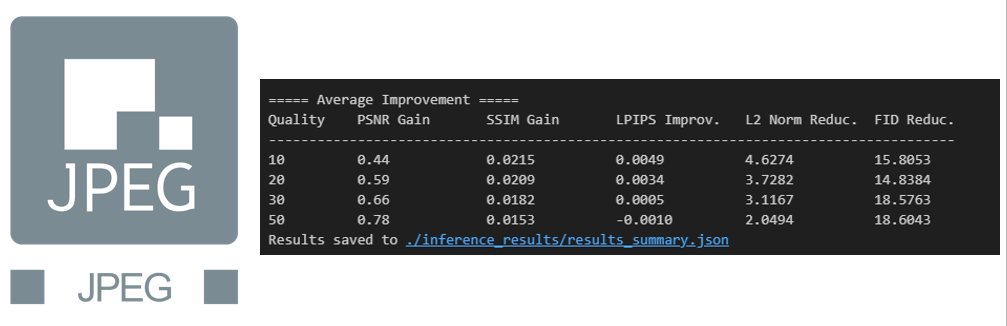 JPEG
JPEG
===== Average Improvement =====
Quality PSNR Gain SSIM Gain LPIPS Improv. L2 Norm Reduc. FID Reduc.
-------------------------------------------------------------------------------------
10 0.44 0.0215 0.0049 4.6274 15.8053
20 0.59 0.0209 0.0034 3.7282 14.8384
30 0.66 0.0182 0.0005 3.1167 18.5763
50 0.78 0.0153 -0.0010 2.0494 18.6043
Results saved to ./inference_results/results_summary.json